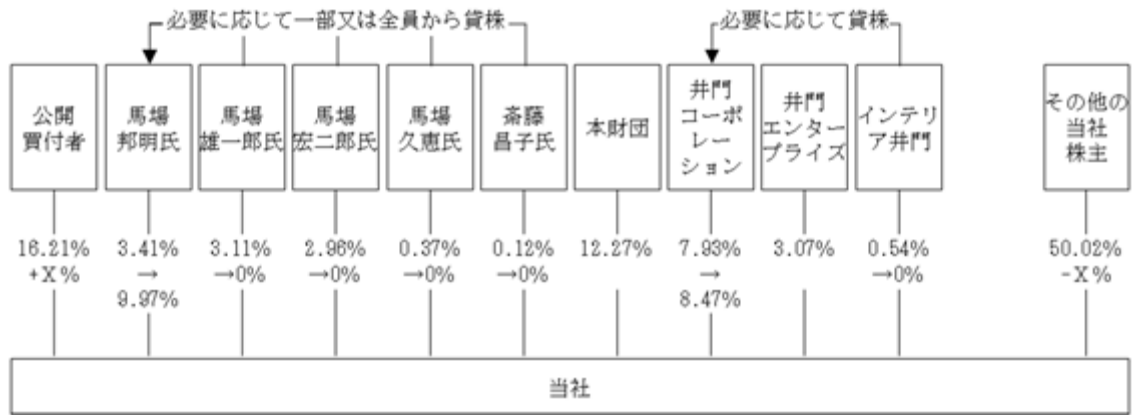 必要に応じて一部又は全員から貸株
必要に応じて貸株
公開
買付者
馬場
邦明氏
馬場
雄一郎氏
馬場
宏二郎氏
馬場
久恵氏
斎藤
昌子氏
本財団
井門
コーポ
レー
ション
井門
エンター
プライズ
インテリ
ア井門
その他の
当社
株主
16.21%
+X%
3.41%
→
9.97%
3.11%
→0%
2.96%
→0%
0.37%
→0%
0.12%
→0%
12.27%
7.93%
→
8.47%
3.07%
0.54%
→0%
50.02%
-X%
当社